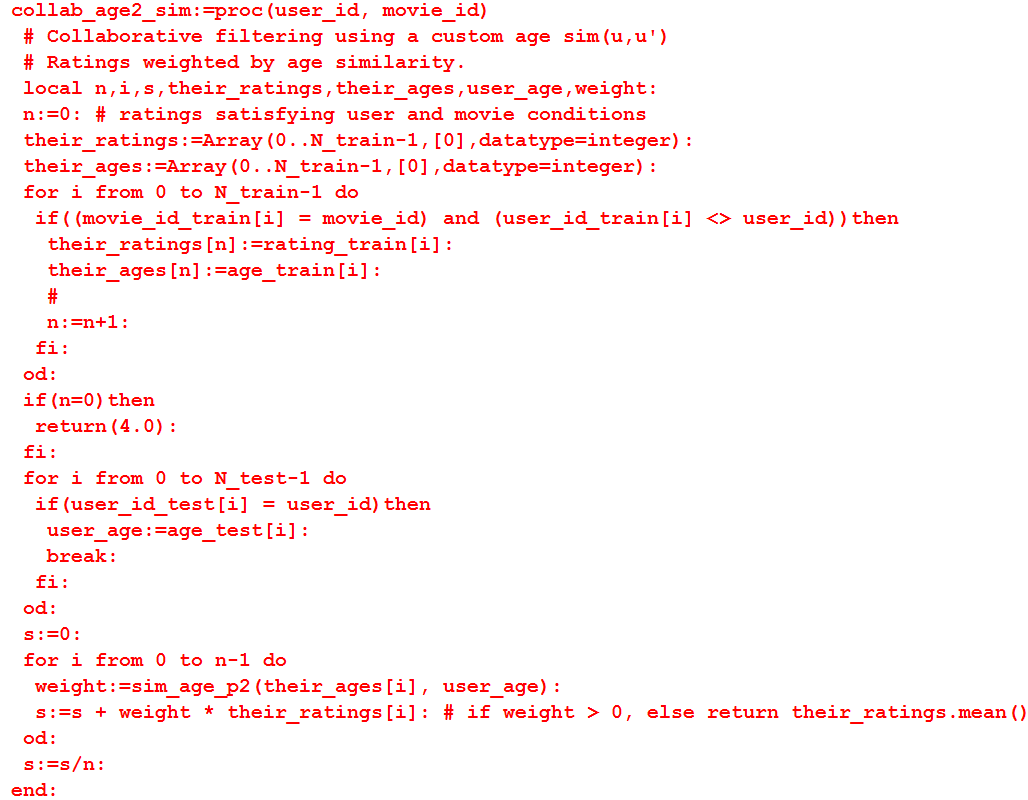 collab_age2_sim:=proc(user_id, movie_id)
 # Collaborative filtering using a custom age sim(u,u')
 # Ratings weighted by age similarity.
 local n,i,s,their_ratings,their_ages,user_age,weight:
 n:=0: # ratings satisfying user and movie conditions
 their_ratings:=Array(0..N_train-1,[0],datatype=integer):
 their_ages:=Array(0..N_train-1,[0],datatype=integer):
 for i from 0 to N_train-1 do
  if((movie_id_train[i] = movie_id) and (user_id_train[i] <> user_id))then
   their_ratings[n]:=rating_train[i]:
   their_ages[n]:=age_train[i]:
   #
   n:=n+1:
  fi:
 od:
 if(n=0)then
  return(4.0):
 fi:
 for i from 0 to N_test-1 do
  if(user_id_test[i] = user_id)then
   user_age:=age_test[i]:
   break:
  fi:
 od:
 s:=0:
 for i from 0 to n-1 do
  weight:=sim_age_p2(their_ages[i], user_age):
  s:=s + weight * their_ratings[i]: # if weight > 0, else return their_ratings.mean()
 od:
 s:=s/n:
end: